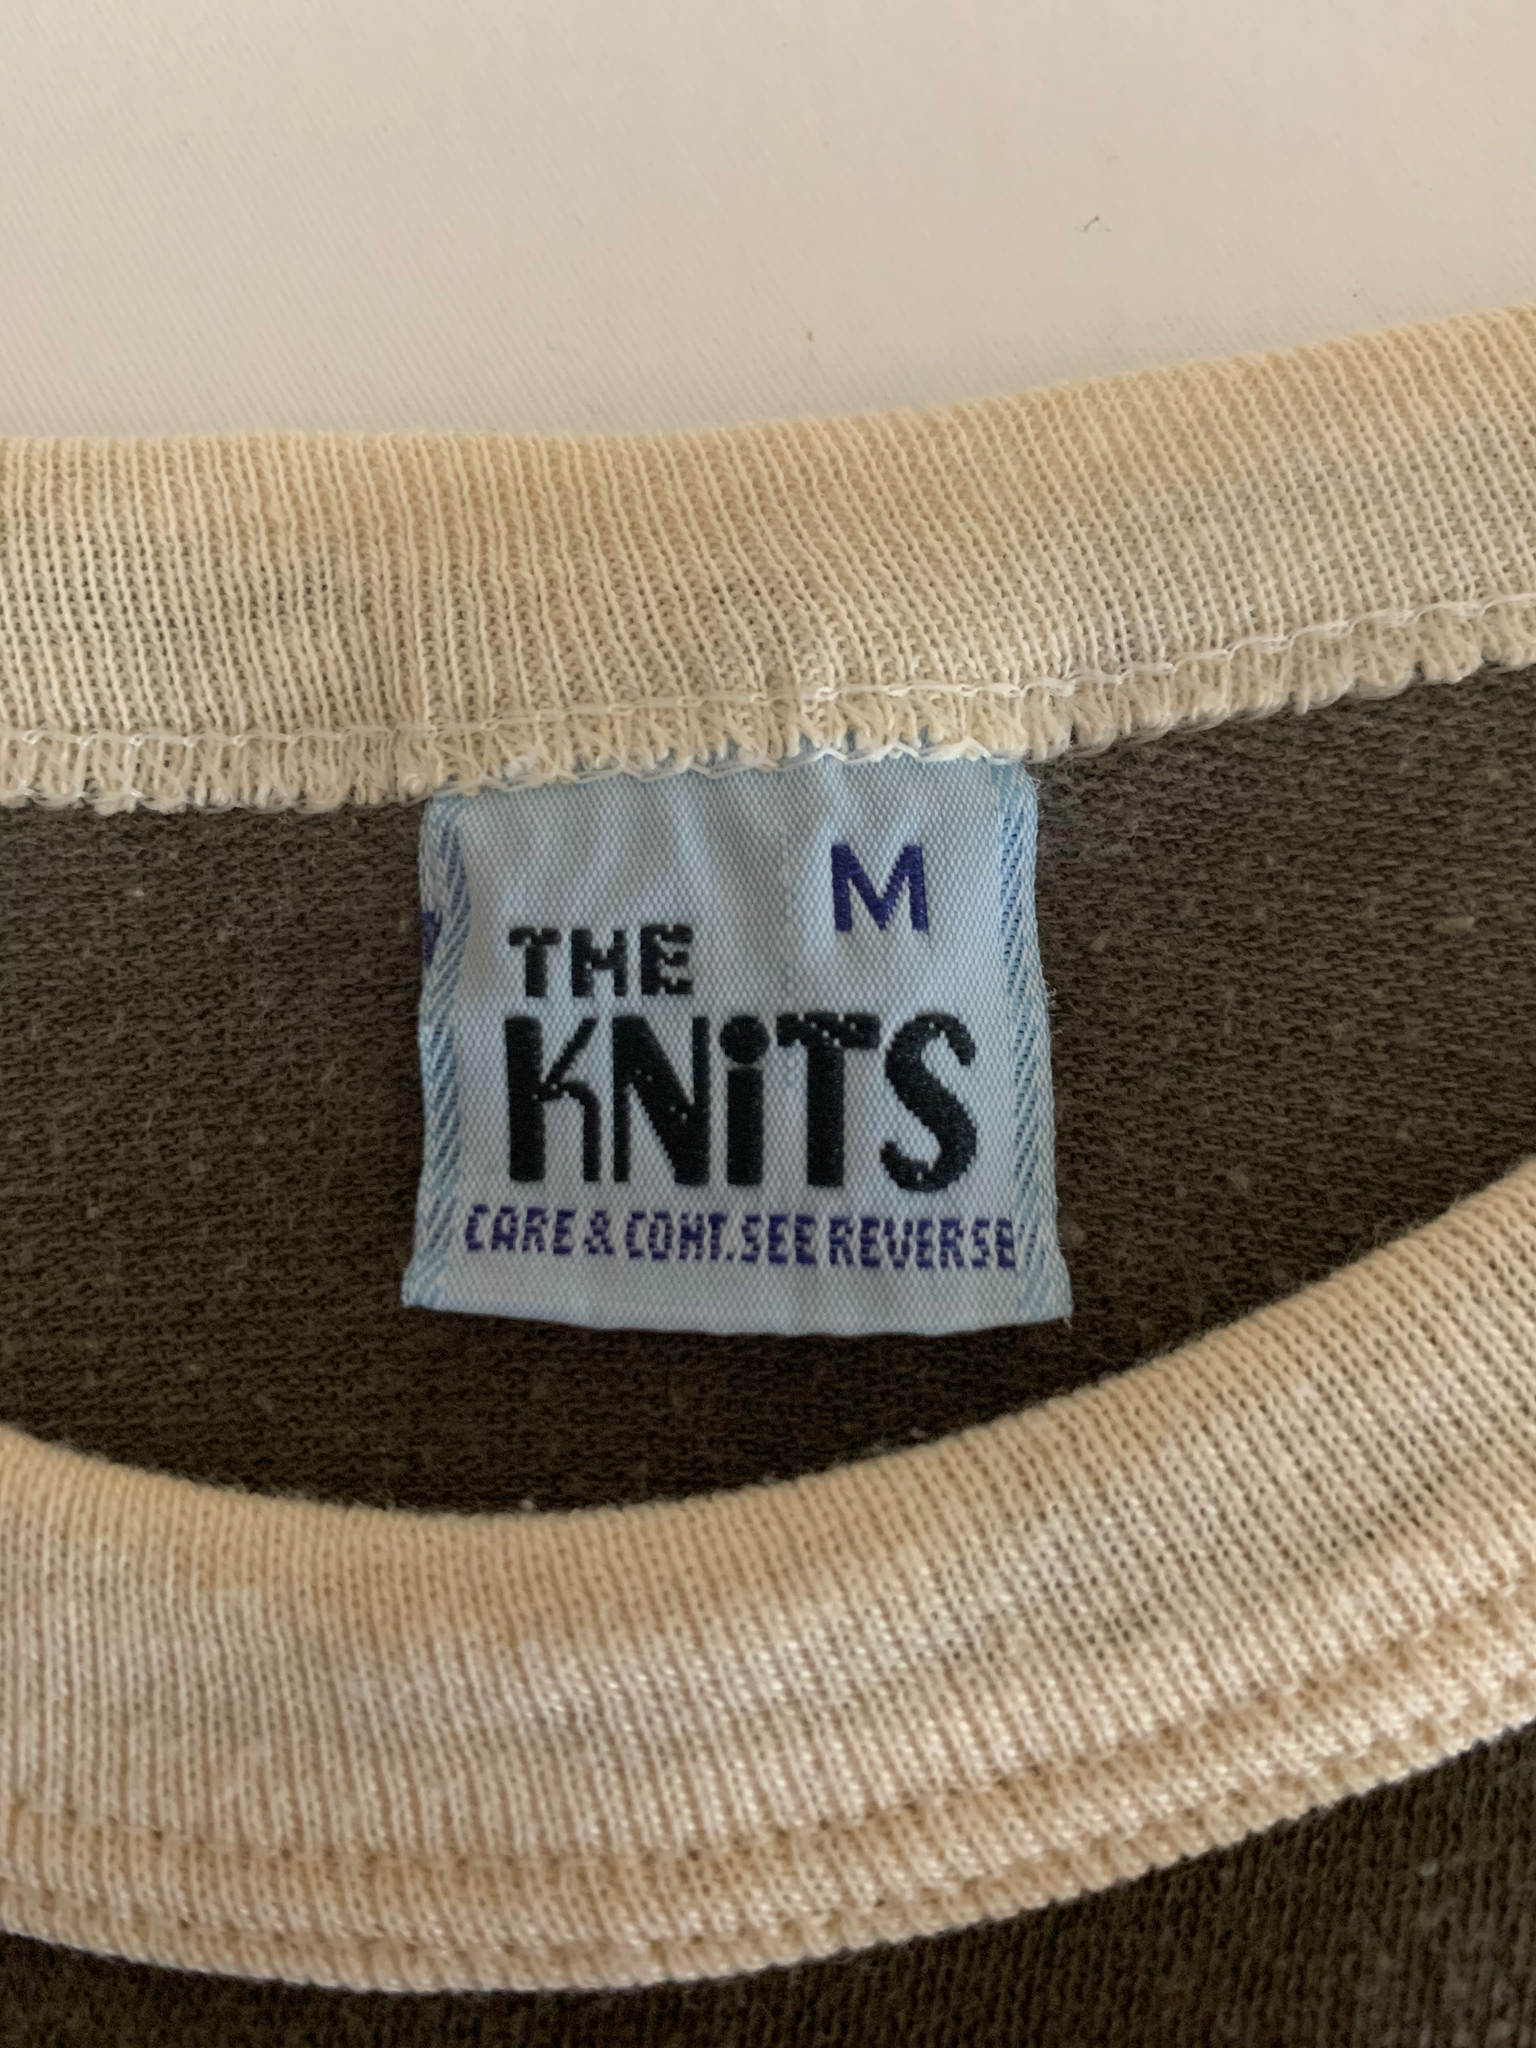 M
THE
KNiTS
CARE & CONT. SEE REVERSE